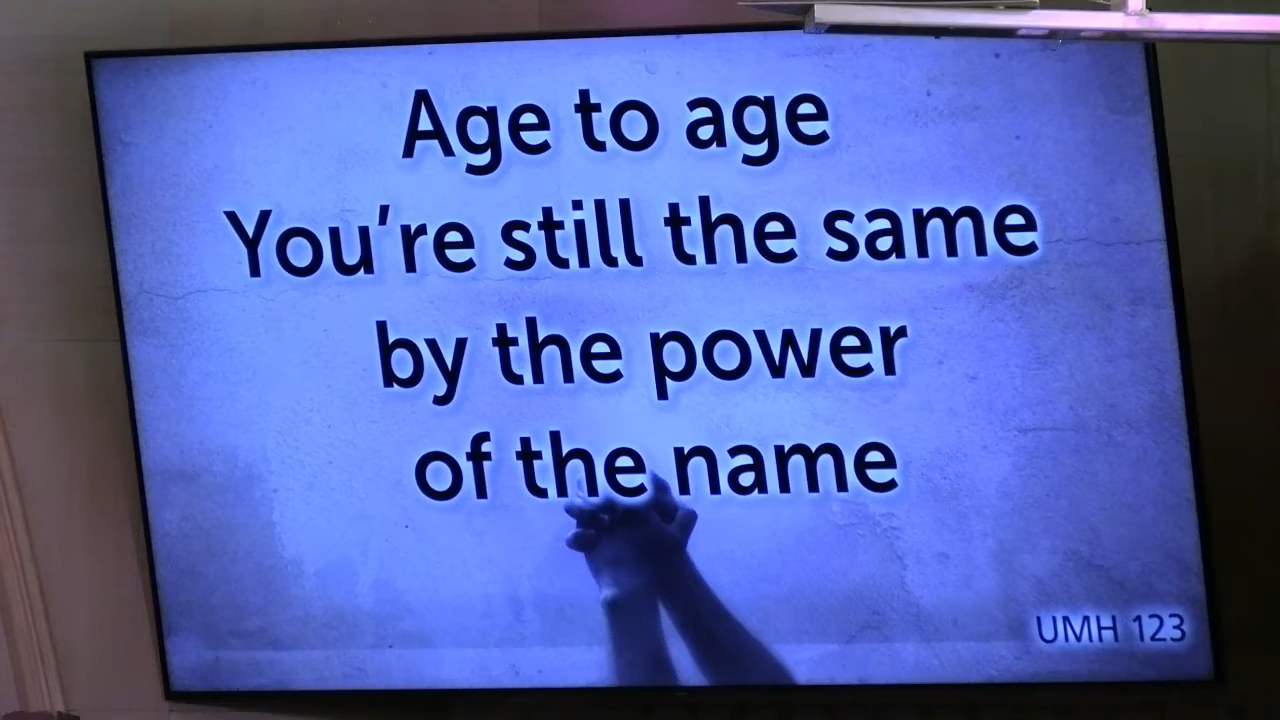 Age to age
You're still the same
by the power
of the name
UMH 123